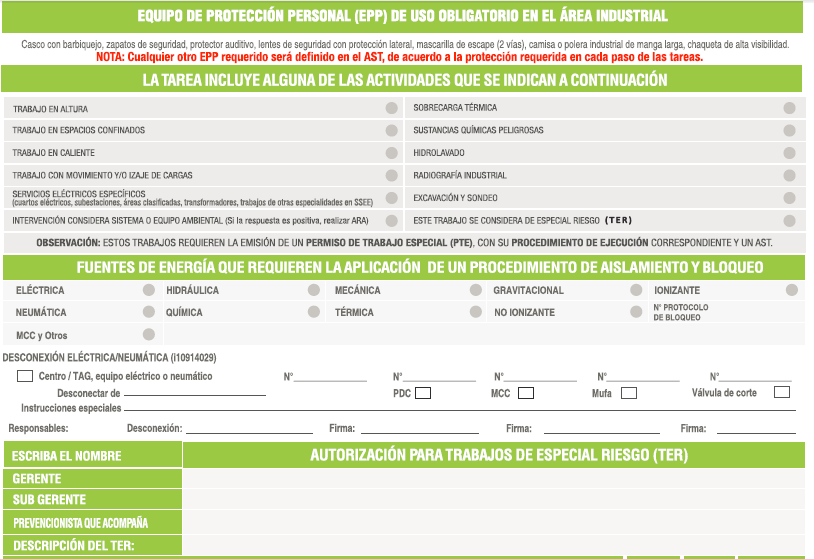 EQUIPO DE PROTECCIÓN PERSONAL (EPP) DE USO OBLIGATORIO EN EL ÁREA INDUSTRIAL
Casco con barbiquejo, zapatos de seguridad, protector auditivo, lentes de seguridad con protección lateral, mascarilla de escape (2 vías), camisa o polera industrial de manga larga, chaqueta de alta visibilidad.
NOTA: Cualquier otro EPP requerido será definido en el AST, de acuerdo a la protección requerida en cada paso de las tareas.
LA TAREA INCLUYE ALGUNA DE LAS ACTIVIDADES QUE SE INDICAN A CONTINUACIÓN
TRABAJO EN ALTURA
SOBRECARGA TÉRMICA
TRABAJO EN ESPACIOS CONFINADOS
SUSTANCIAS QUÍMICAS PELIGROSAS
TRABAJO EN CALIENTE
HIDROLAVADO
TRABAJO CON MOVIMIENTO Y/O IZAJE DE CARGAS
RADIOGRAFÍA INDUSTRIAL
SERVICIOS ELÉCTRICOS ESPECÍFICOS
(cuartos eléctricos, subestaciones, áreas clasificadas, transformadores, trabajos de otras especialidades en SSEE)
EXCAVACIÓN Y SONDEO
INTERVENCIÓN CONSIDERA SISTEMA O EQUIPO AMBIENTAL (Si la respuesta es positiva, realizar ARA)
ESTE TRABAJO SE CONSIDERA DE ESPECIAL RIESGO (TER)
OBSERVACIÓN: ESTOS TRABAJOS REQUIEREN LA EMISIÓN DE UN PERMISO DE TRABAJO ESPECIAL (PTE), CON SU PROCEDIMIENTO DE EJECUCIÓN CORRESPONDIENTE Y UN AST.
FUENTES DE ENERGÍA QUE REQUIEREN LA APLICACIÓN DE UN PROCEDIMIENTO DE AISLAMIENTO Y BLOQUEO
ELÉCTRICA HIDRÁULICA MECÁNICA GRAVITACIONAL IONIZANTE
NEUMÁTICA QUÍMICA TÉRMICA NO IONIZANTE N° PROTOCOLO
DE BLOQUEO
MCC y Otros
DESCONEXIÓN ELÉCTRICA/NEUMÁTICA (i10914029)
Centro / TAG, equipo eléctrico o neumático N° N° N° N° N°
Desconectar de PDC MCC Mufa Válvula de corte
Instrucciones especiales
Responsables: Desconexión: Firma: Firma: Firma:
ESCRIBA EL NOMBRE
AUTORIZACIÓN PARA TRABAJOS DE ESPECIAL RIESGO (TER)
GERENTE
SUB GERENTE
PREVENCIONISTA QUE ACOMPAÑA
DESCRIPCIÓN DEL TER: